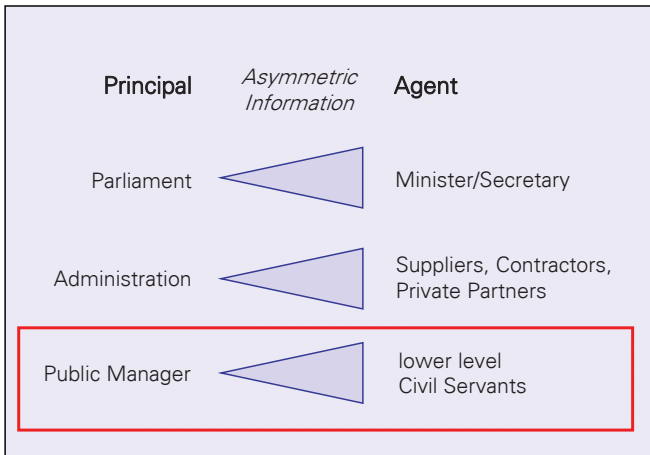 Principal
Asymmetric
Information
Agent
Parliament
Minister/Secretary
Administration
Suppliers, Contractors,
Private Partners
Public Manager
lower level
Civil Servants